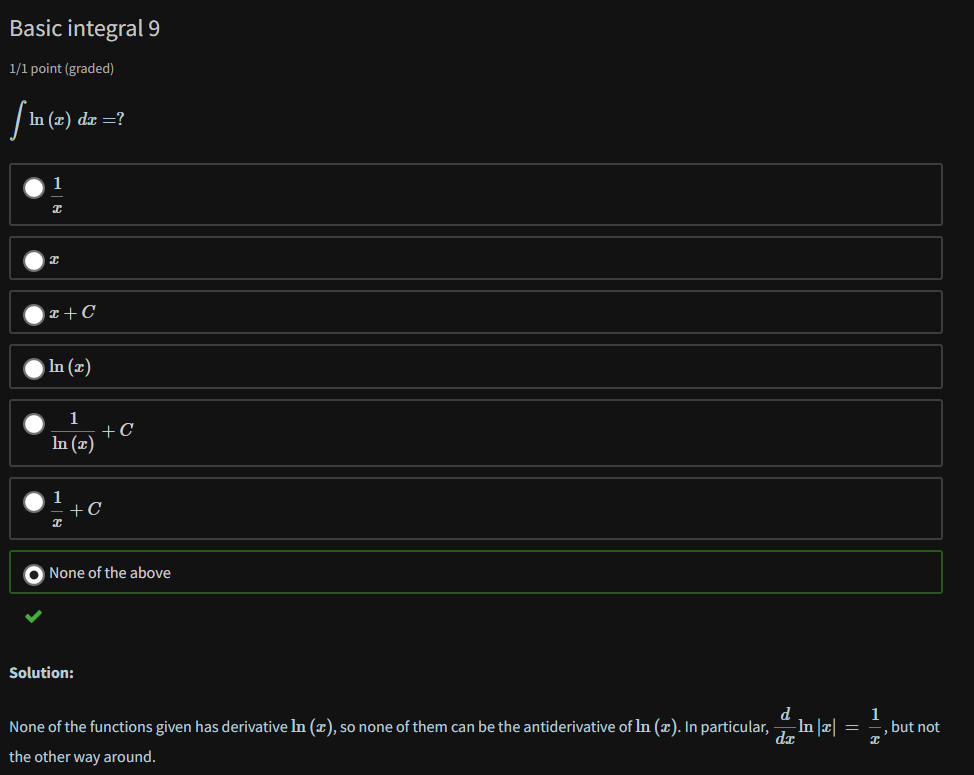 Basic integral 9
1/1 point (graded)
∫ ln (x) dx =?
1/x
x
x + C
ln (x)
1/ln (x) + C
1/x + C
None of the above
Solution:
None of the functions given has derivative ln (x), so none of them can be the antiderivative of ln (x). In particular, d/dx ln |x| = 1/x, but not
the other way around.